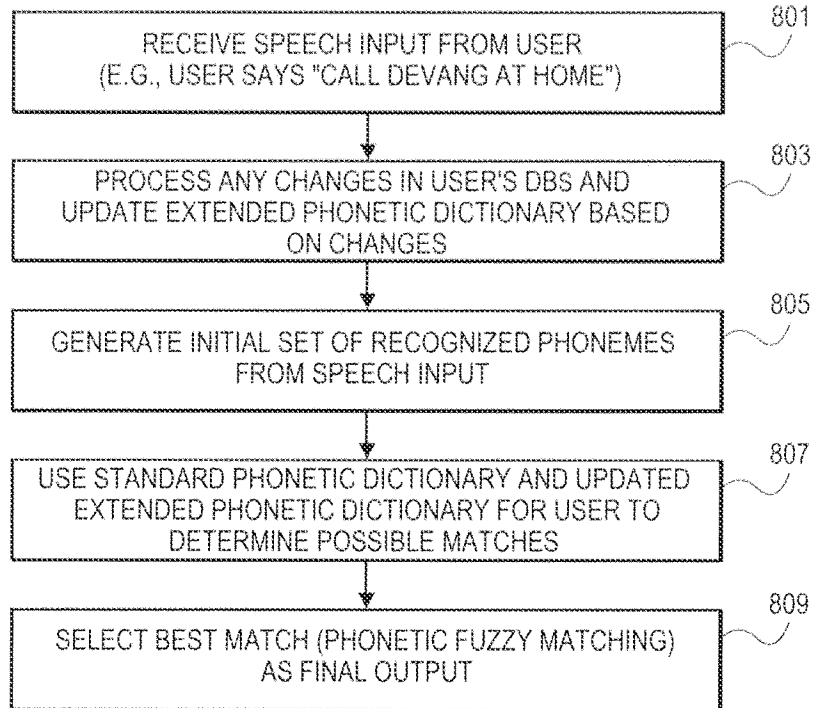 801
RECEIVE SPEECH INPUT FROM USER
(E.G., USER SAYS "CALL DEVANG AT HOME")
803
PROCESS ANY CHANGES IN USER'S DBS AND
UPDATE EXTENDED PHONETIC DICTIONARY BASED
ON CHANGES
805
GENERATE INITIAL SET OF RECOGNIZED PHONEMES
FROM SPEECH INPUT
807
USE STANDARD PHONETIC DICTIONARY AND UPDATED
EXTENDED PHONETIC DICTIONARY FOR USER TO
DETERMINE POSSIBLE MATCHES
809
SELECT BEST MATCH (PHONETIC FUZZY MATCHING)
AS FINAL OUTPUT